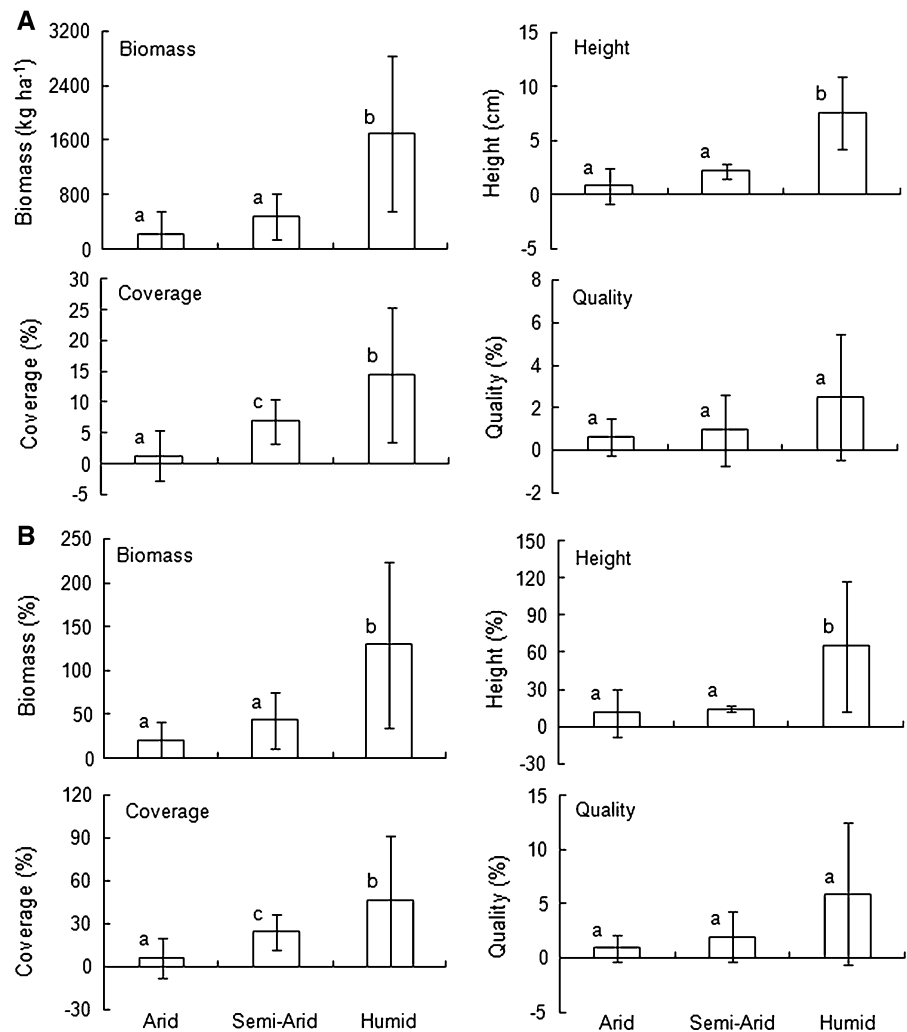 A
Biomass
Biomass (kg ha-1)
3200
2400
1600
800
0
a
a
b
Height
Height (cm)
15
10
5
0
-5
a
a
b
Coverage
Coverage (%)
30
25
20
15
10
5
0
-5
a
c
b
Quality
Quality (%)
8
6
4
2
0
-2
a
a
a
B
Biomass
Biomass (%)
250
200
150
100
50
0
a
a
b
Height
Height (%)
150
120
90
60
30
0
-30
a
a
b
Coverage
Coverage (%)
120
90
60
30
0
-30
a
c
b
Arid Semi-Arid Humid
Quality
Quality (%)
15
10
5
0
-5
a
a
a
Arid Semi-Arid Humid